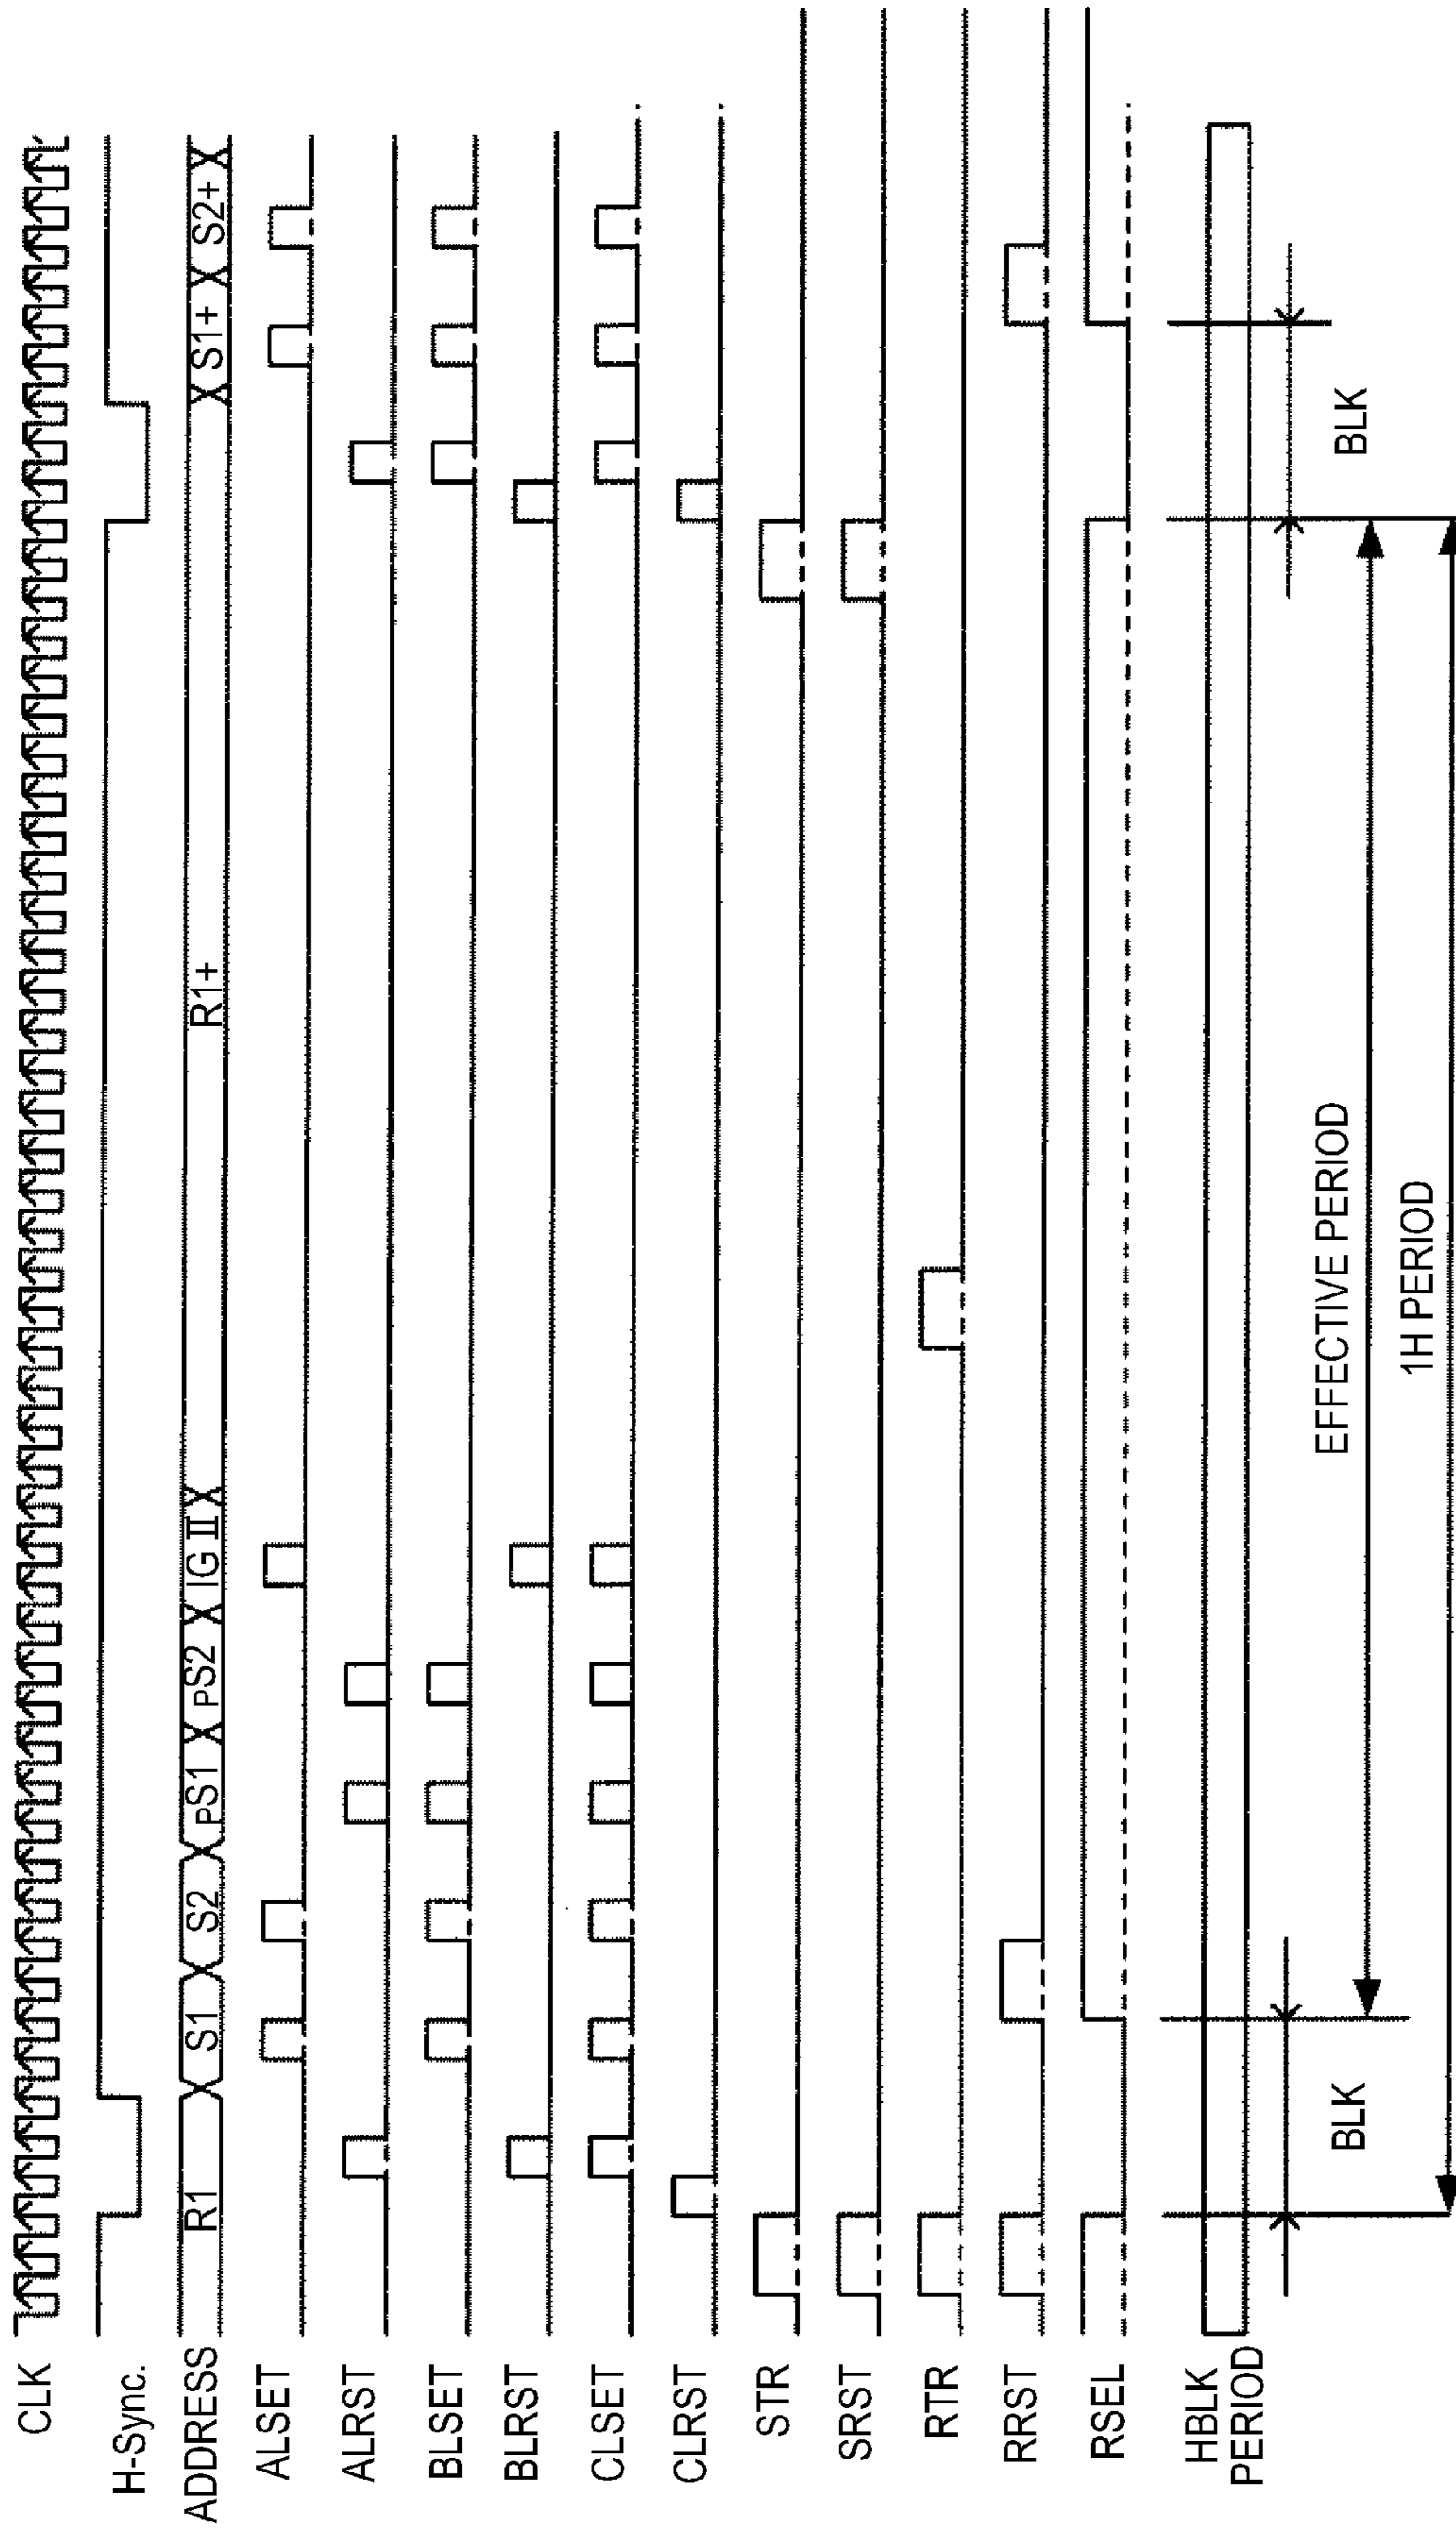 CLK
H-Sync.
ADDRESS R1 S1 S2 PS1 PS2 IG II R1+ S1+ S2+
ALSET
ALRST
BLSET
BLRST
CLSET
CLRST
STR
SRST
RTR
RRST
RSEL
HBLK
PERIOD
BLK BLK
EFFECTIVE PERIOD
1H PERIOD